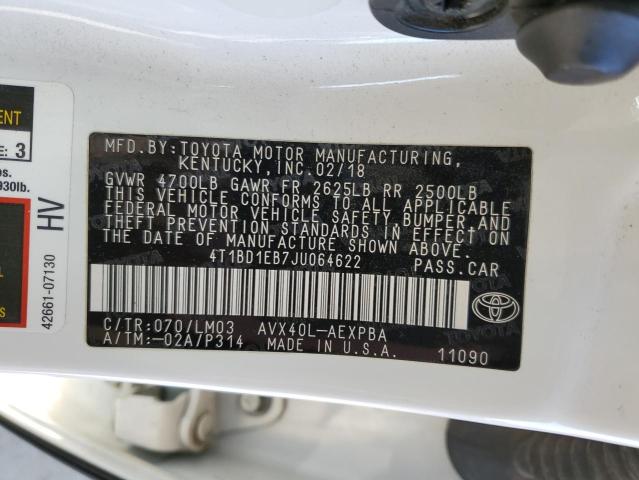 ENT
E: 3
930lb.
HV
42661-07130
MFD.BY:TOYOTA MOTOR MANUFACTURING,
KENTUCKY,INC.02/18
GVWR 4700LB GAWR FR 2625LB RR 2500LB
THIS VEHICLE CONFORMS TO ALL APPLICABLE
FEDERAL MOTOR VEHICLE SAFETY,BUMPER AND
THEFT PREVENTION STANDARDS IN EFFECT ON
THE DATE OF MANUFACTURE SHOWN ABOVE.
4T1BD1EB7JU064622 PASS.CAR
C/TR:070/LM03 AVX40L-AEXPBA
A/TM:-02A/P314 MADE IN U.S.A. 11090
TOYOTA